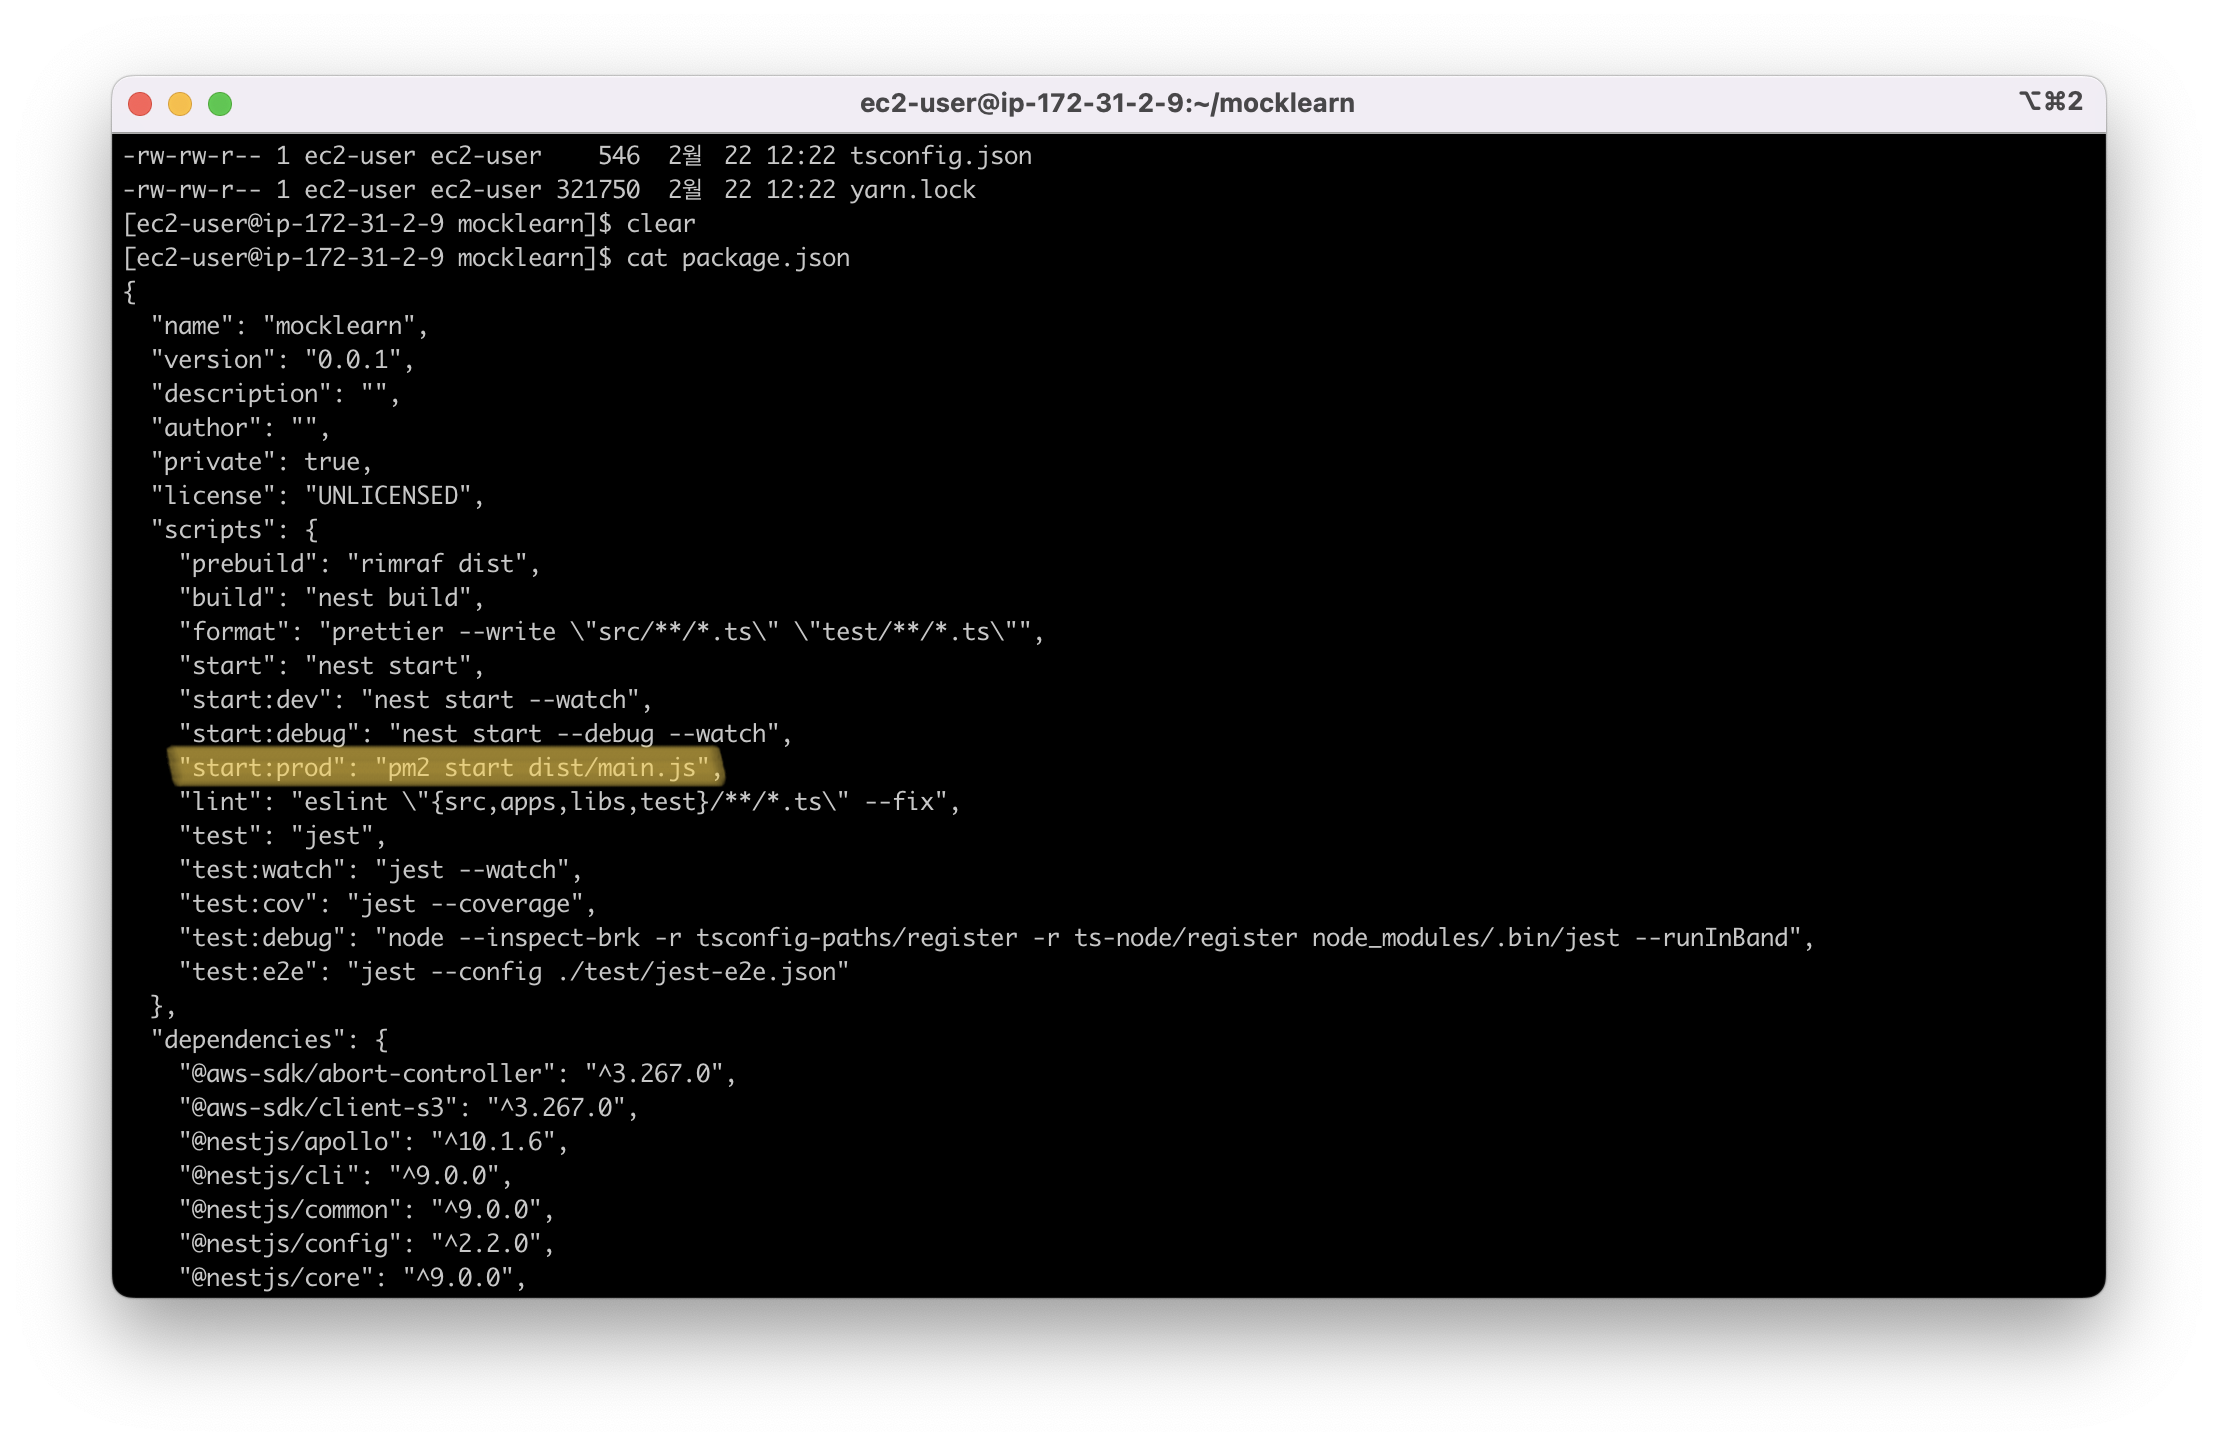 ec2-user@ip-172-31-2-9:~/mocklearn
⌥⌘2
-rw-rw-r-- 1 ec2-user ec2-user    546  2월  22 12:22 tsconfig.json
-rw-rw-r-- 1 ec2-user ec2-user 321750  2월  22 12:22 yarn.lock
[ec2-user@ip-172-31-2-9 mocklearn]$ clear
[ec2-user@ip-172-31-2-9 mocklearn]$ cat package.json
{
  "name": "mocklearn",
  "version": "0.0.1",
  "description": "",
  "author": "",
  "private": true,
  "license": "UNLICENSED",
  "scripts": {
    "prebuild": "rimraf dist",
    "build": "nest build",
    "format": "prettier --write \"src/**/*.ts\" \"test/**/*.ts\"",
    "start": "nest start",
    "start:dev": "nest start --watch",
    "start:debug": "nest start --debug --watch",
    "start:prod": "pm2 start dist/main.js",
    "lint": "eslint \"{src,apps,libs,test}/**/*.ts\" --fix",
    "test": "jest",
    "test:watch": "jest --watch",
    "test:cov": "jest --coverage",
    "test:debug": "node --inspect-brk -r tsconfig-paths/register -r ts-node/register node_modules/.bin/jest --runInBand",
    "test:e2e": "jest --config ./test/jest-e2e.json"
  },
  "dependencies": {
    "@aws-sdk/abort-controller": "^3.267.0",
    "@aws-sdk/client-s3": "^3.267.0",
    "@nestjs/apollo": "^10.1.6",
    "@nestjs/cli": "^9.0.0",
    "@nestjs/common": "^9.0.0",
    "@nestjs/config": "^2.2.0",
    "@nestjs/core": "^9.0.0",